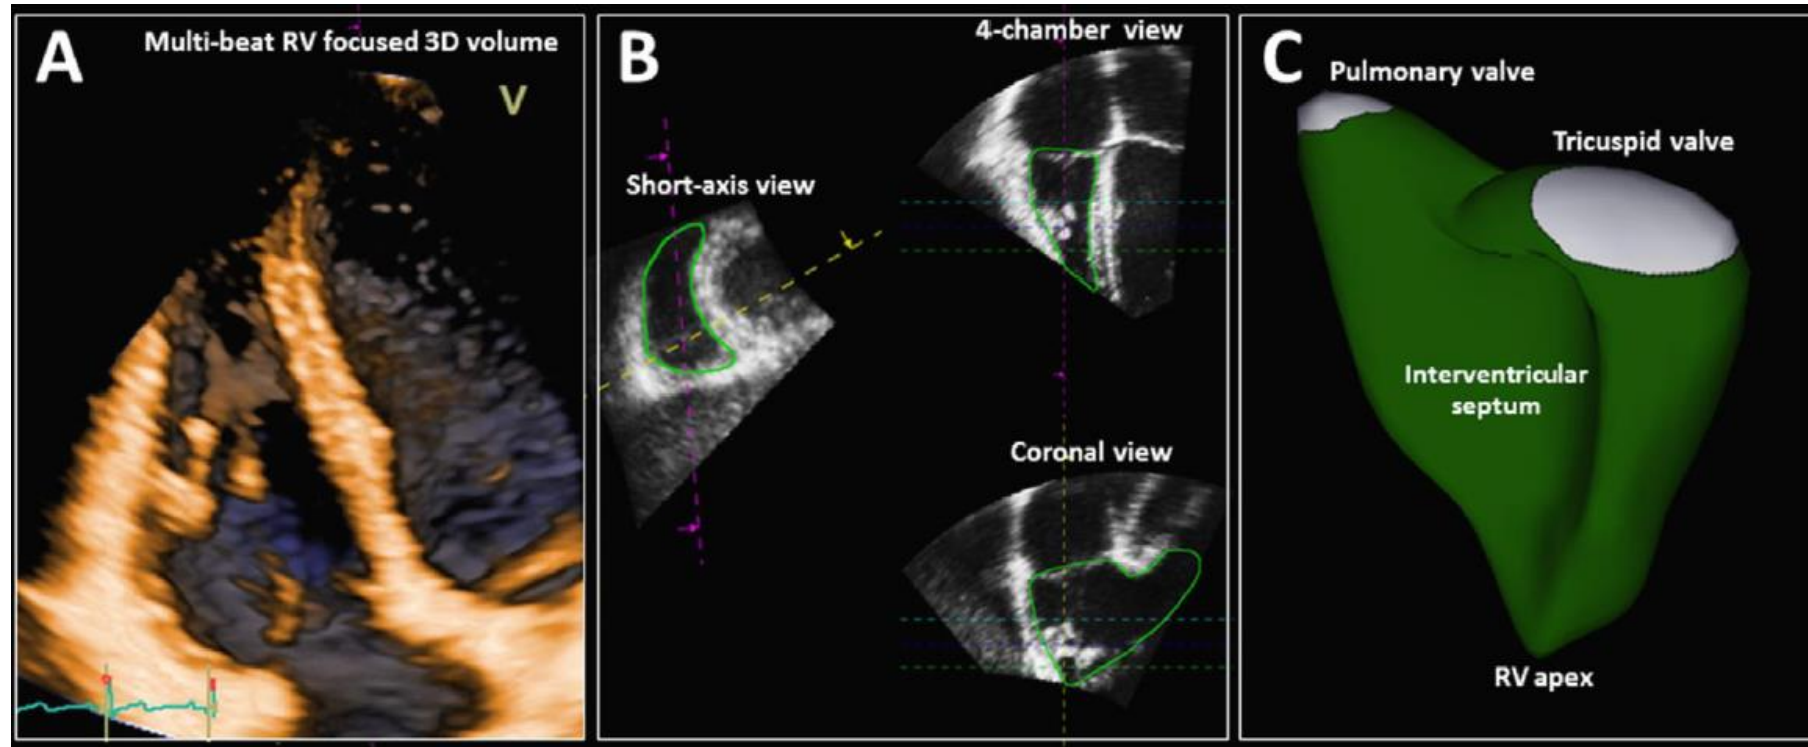 A
Multi-beat RV focused 3D volume
V
B
4-chamber view
Short-axis view
Coronal view
C
Pulmonary valve
Tricuspid valve
Interventricular
septum
RV apex